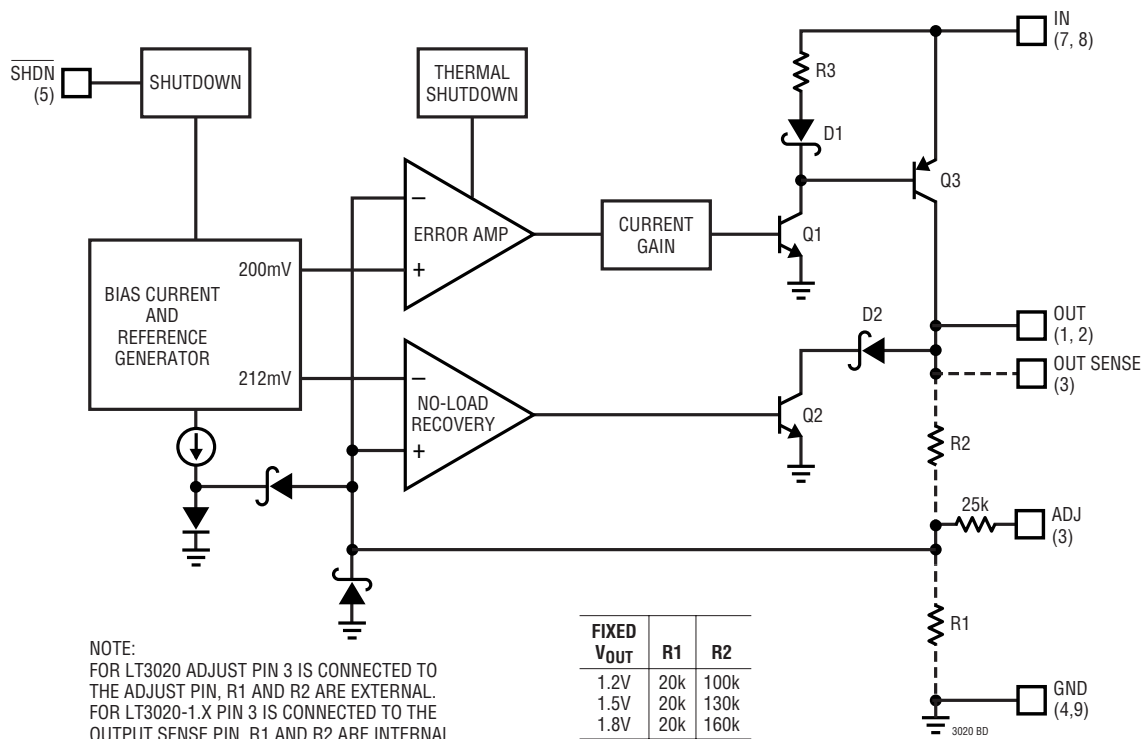 IN
(7, 8)
SHDN
(5)
SHUTDOWN
THERMAL
SHUTDOWN
R3
D1
Q3
–
ERROR AMP
+
CURRENT
GAIN
Q1
200mV
BIAS CURRENT
AND
REFERENCE
GENERATOR
212mV
D2
OUT
(1, 2)
OUT SENSE
(3)
–
NO-LOAD
RECOVERY
+
Q2
R2
25k
ADJ
(3)
R1
GND
(4,9)
3020 BD
NOTE:
FOR LT3020 ADJUST PIN 3 IS CONNECTED TO
THE ADJUST PIN, R1 AND R2 ARE EXTERNAL.
FOR LT3020-1.X PIN 3 IS CONNECTED TO THE
OUTPUT SENSE PIN, R1 AND R2 ARE INTERNAL
FIXED
VOUT R1 R2
1.2V 20k 100k
1.5V 20k 130k
1.8V 20k 160k